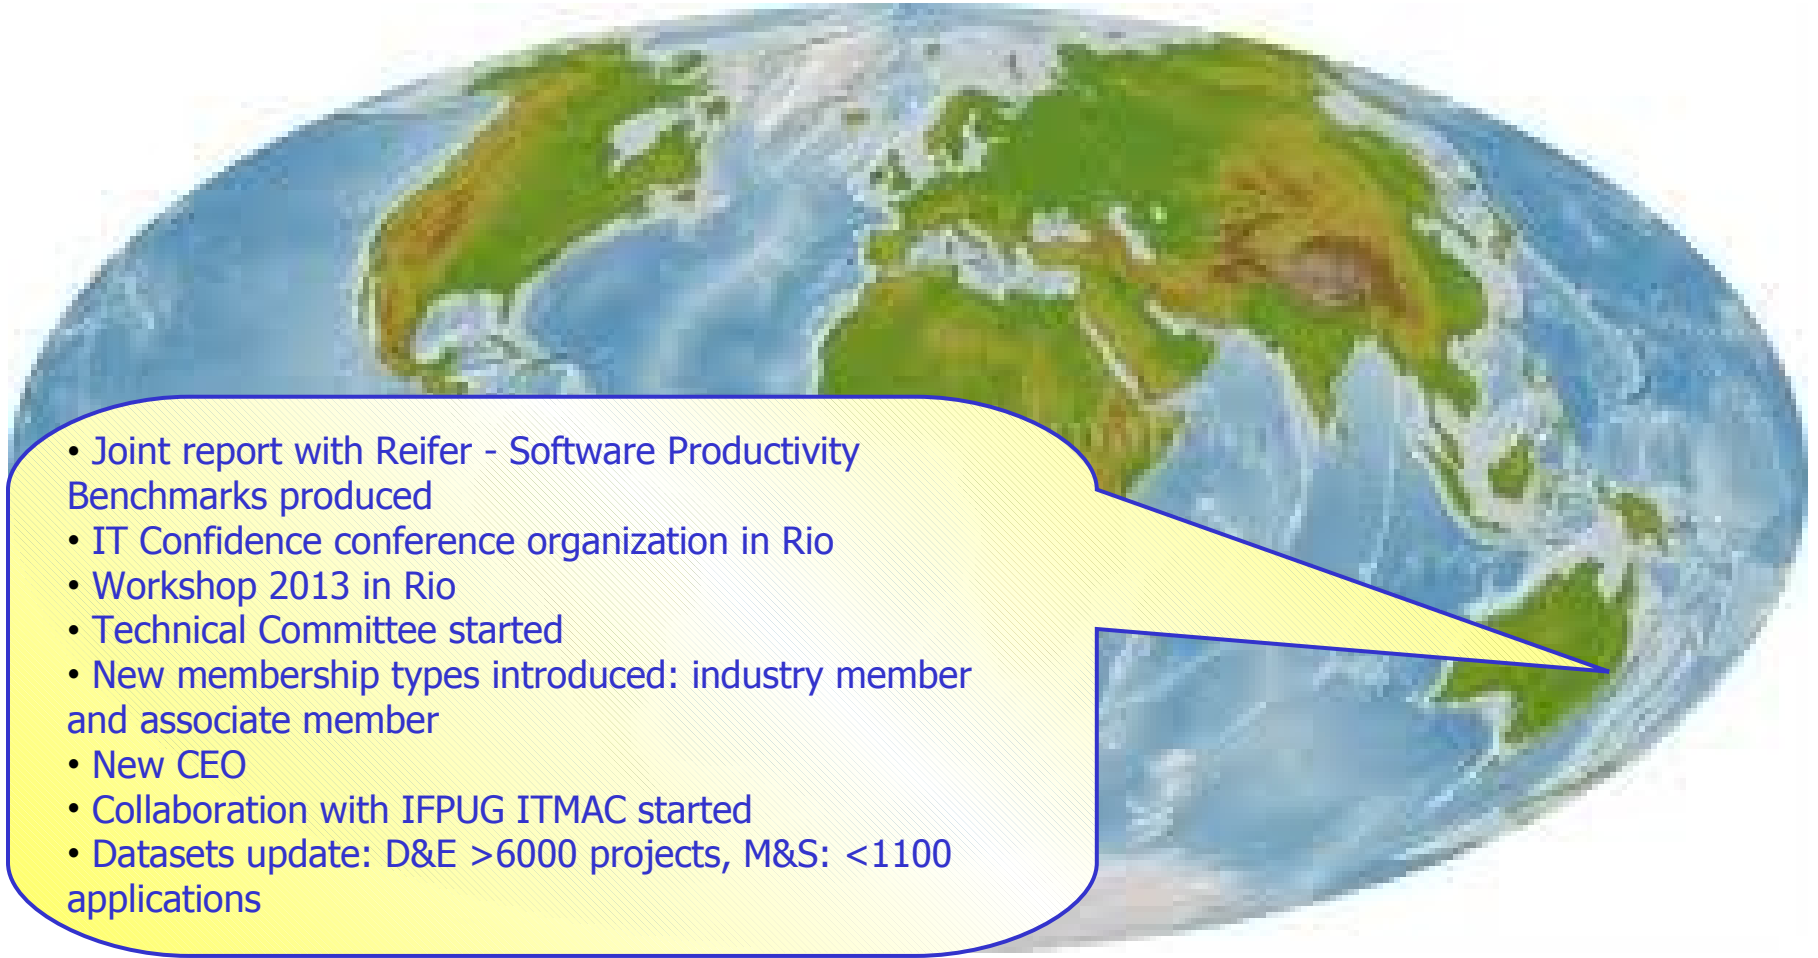 • Joint report with Reifer - Software Productivity
Benchmarks produced
• IT Confidence conference organization in Rio
• Workshop 2013 in Rio
• Technical Committee started
• New membership types introduced: industry member
and associate member
• New CEO
• Collaboration with IFPUG ITMAC started
• Datasets update: D&E >6000 projects, M&S: <1100
applications